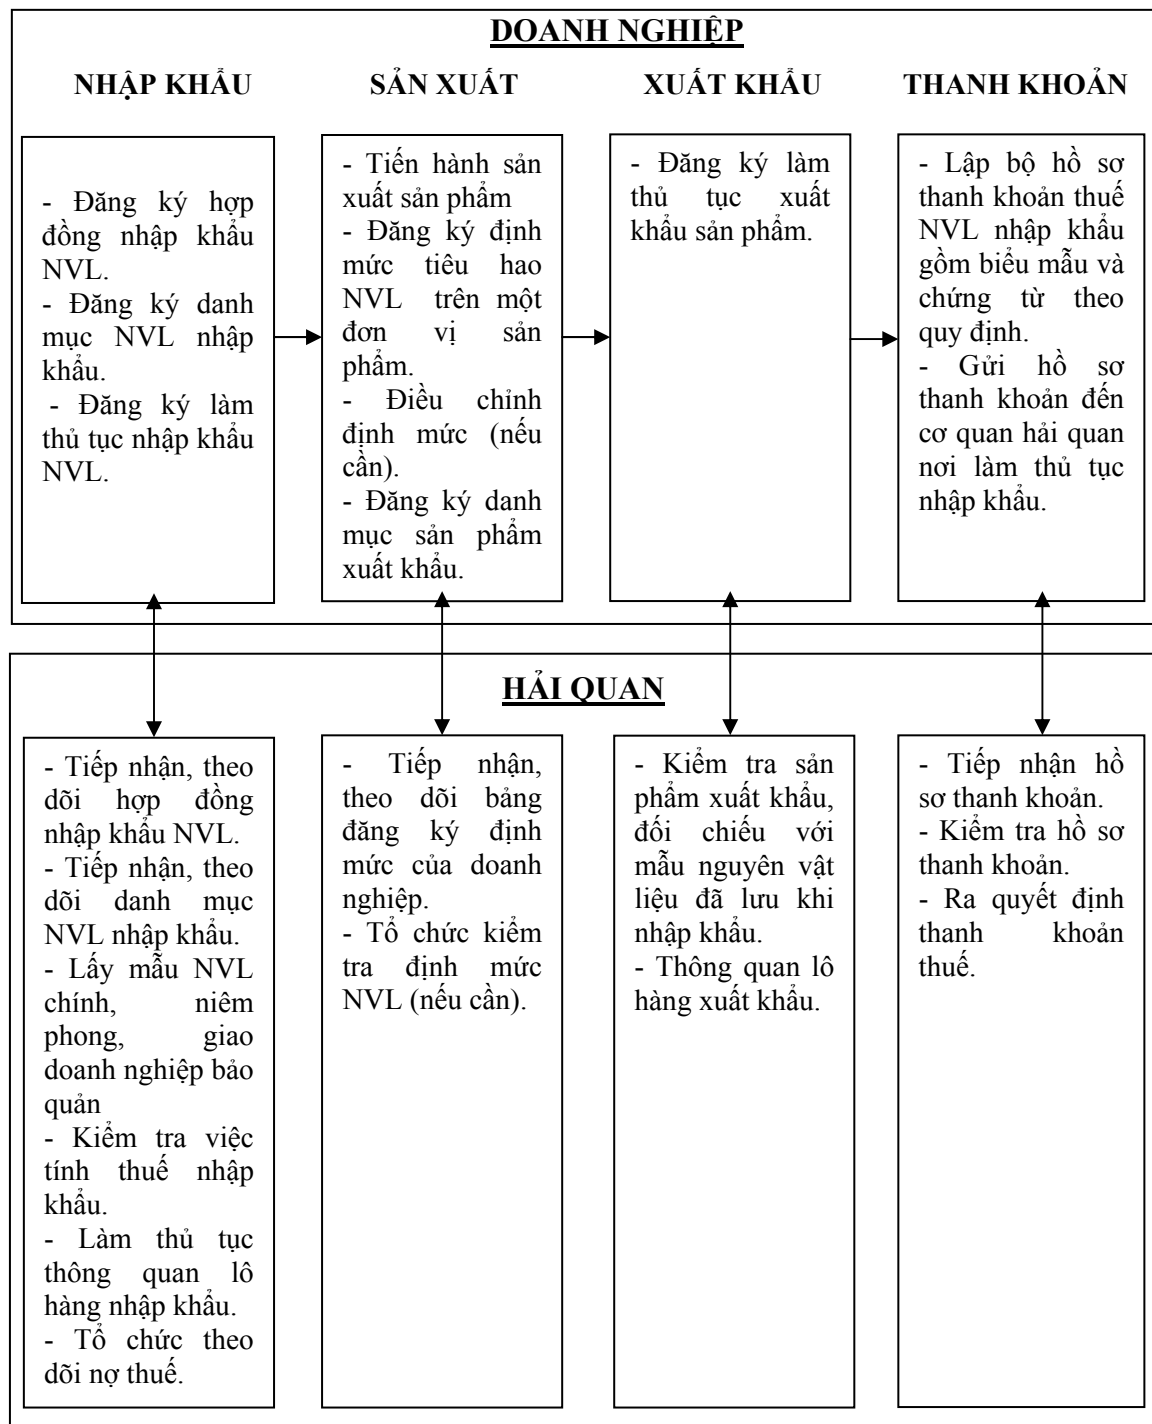 DOANH NGHIỆP
NHẬP KHẨU
SẢN XUẤT
XUẤT KHẨU
THANH KHOẢN
- Đăng ký hợp
đồng nhập khẩu
NVL.
- Đăng ký danh
mục NVL nhập
khẩu.
- Đăng ký làm
thủ tục nhập khẩu
NVL.
- Tiến hành sản
xuất sản phẩm
- Đăng ký định
mức tiêu hao
NVL trên một
đơn vị sản
phẩm.
- Điều chỉnh
định mức (nếu
cần).
- Đăng ký danh
mục sản phẩm
xuất khẩu.
- Đăng ký làm
thủ tục xuất
khẩu sản phẩm.
- Lập bộ hồ sơ
thanh khoản thuế
NVL nhập khẩu
gồm biểu mẫu và
chứng từ theo
quy định.
- Gửi hồ sơ
thanh khoản đến
cơ quan hải quan
nơi làm thủ tục
nhập khẩu.
HẢI QUAN
- Tiếp nhận, theo
dõi hợp đồng
nhập khẩu NVL.
- Tiếp nhận, theo
dõi danh mục
NVL nhập khẩu.
- Lấy mẫu NVL
chính, niêm
phong, giao
doanh nghiệp bảo
quản
- Kiểm tra việc
tính thuế nhập
khẩu.
- Làm thủ tục
thông quan lô
hàng nhập khẩu.
- Tổ chức theo
dõi nợ thuế.
- Tiếp nhận,
theo dõi bảng
đăng ký định
mức của doanh
nghiệp.
- Tổ chức kiểm
tra định mức
NVL (nếu cần).
- Kiểm tra sản
phẩm xuất khẩu,
đối chiếu với
mẫu nguyên vật
liệu đã lưu khi
nhập khẩu.
- Thông quan lô
hàng xuất khẩu.
- Tiếp nhận hồ
sơ thanh khoản.
- Kiểm tra hồ sơ
thanh khoản.
- Ra quyết định
thanh khoản
thuế.